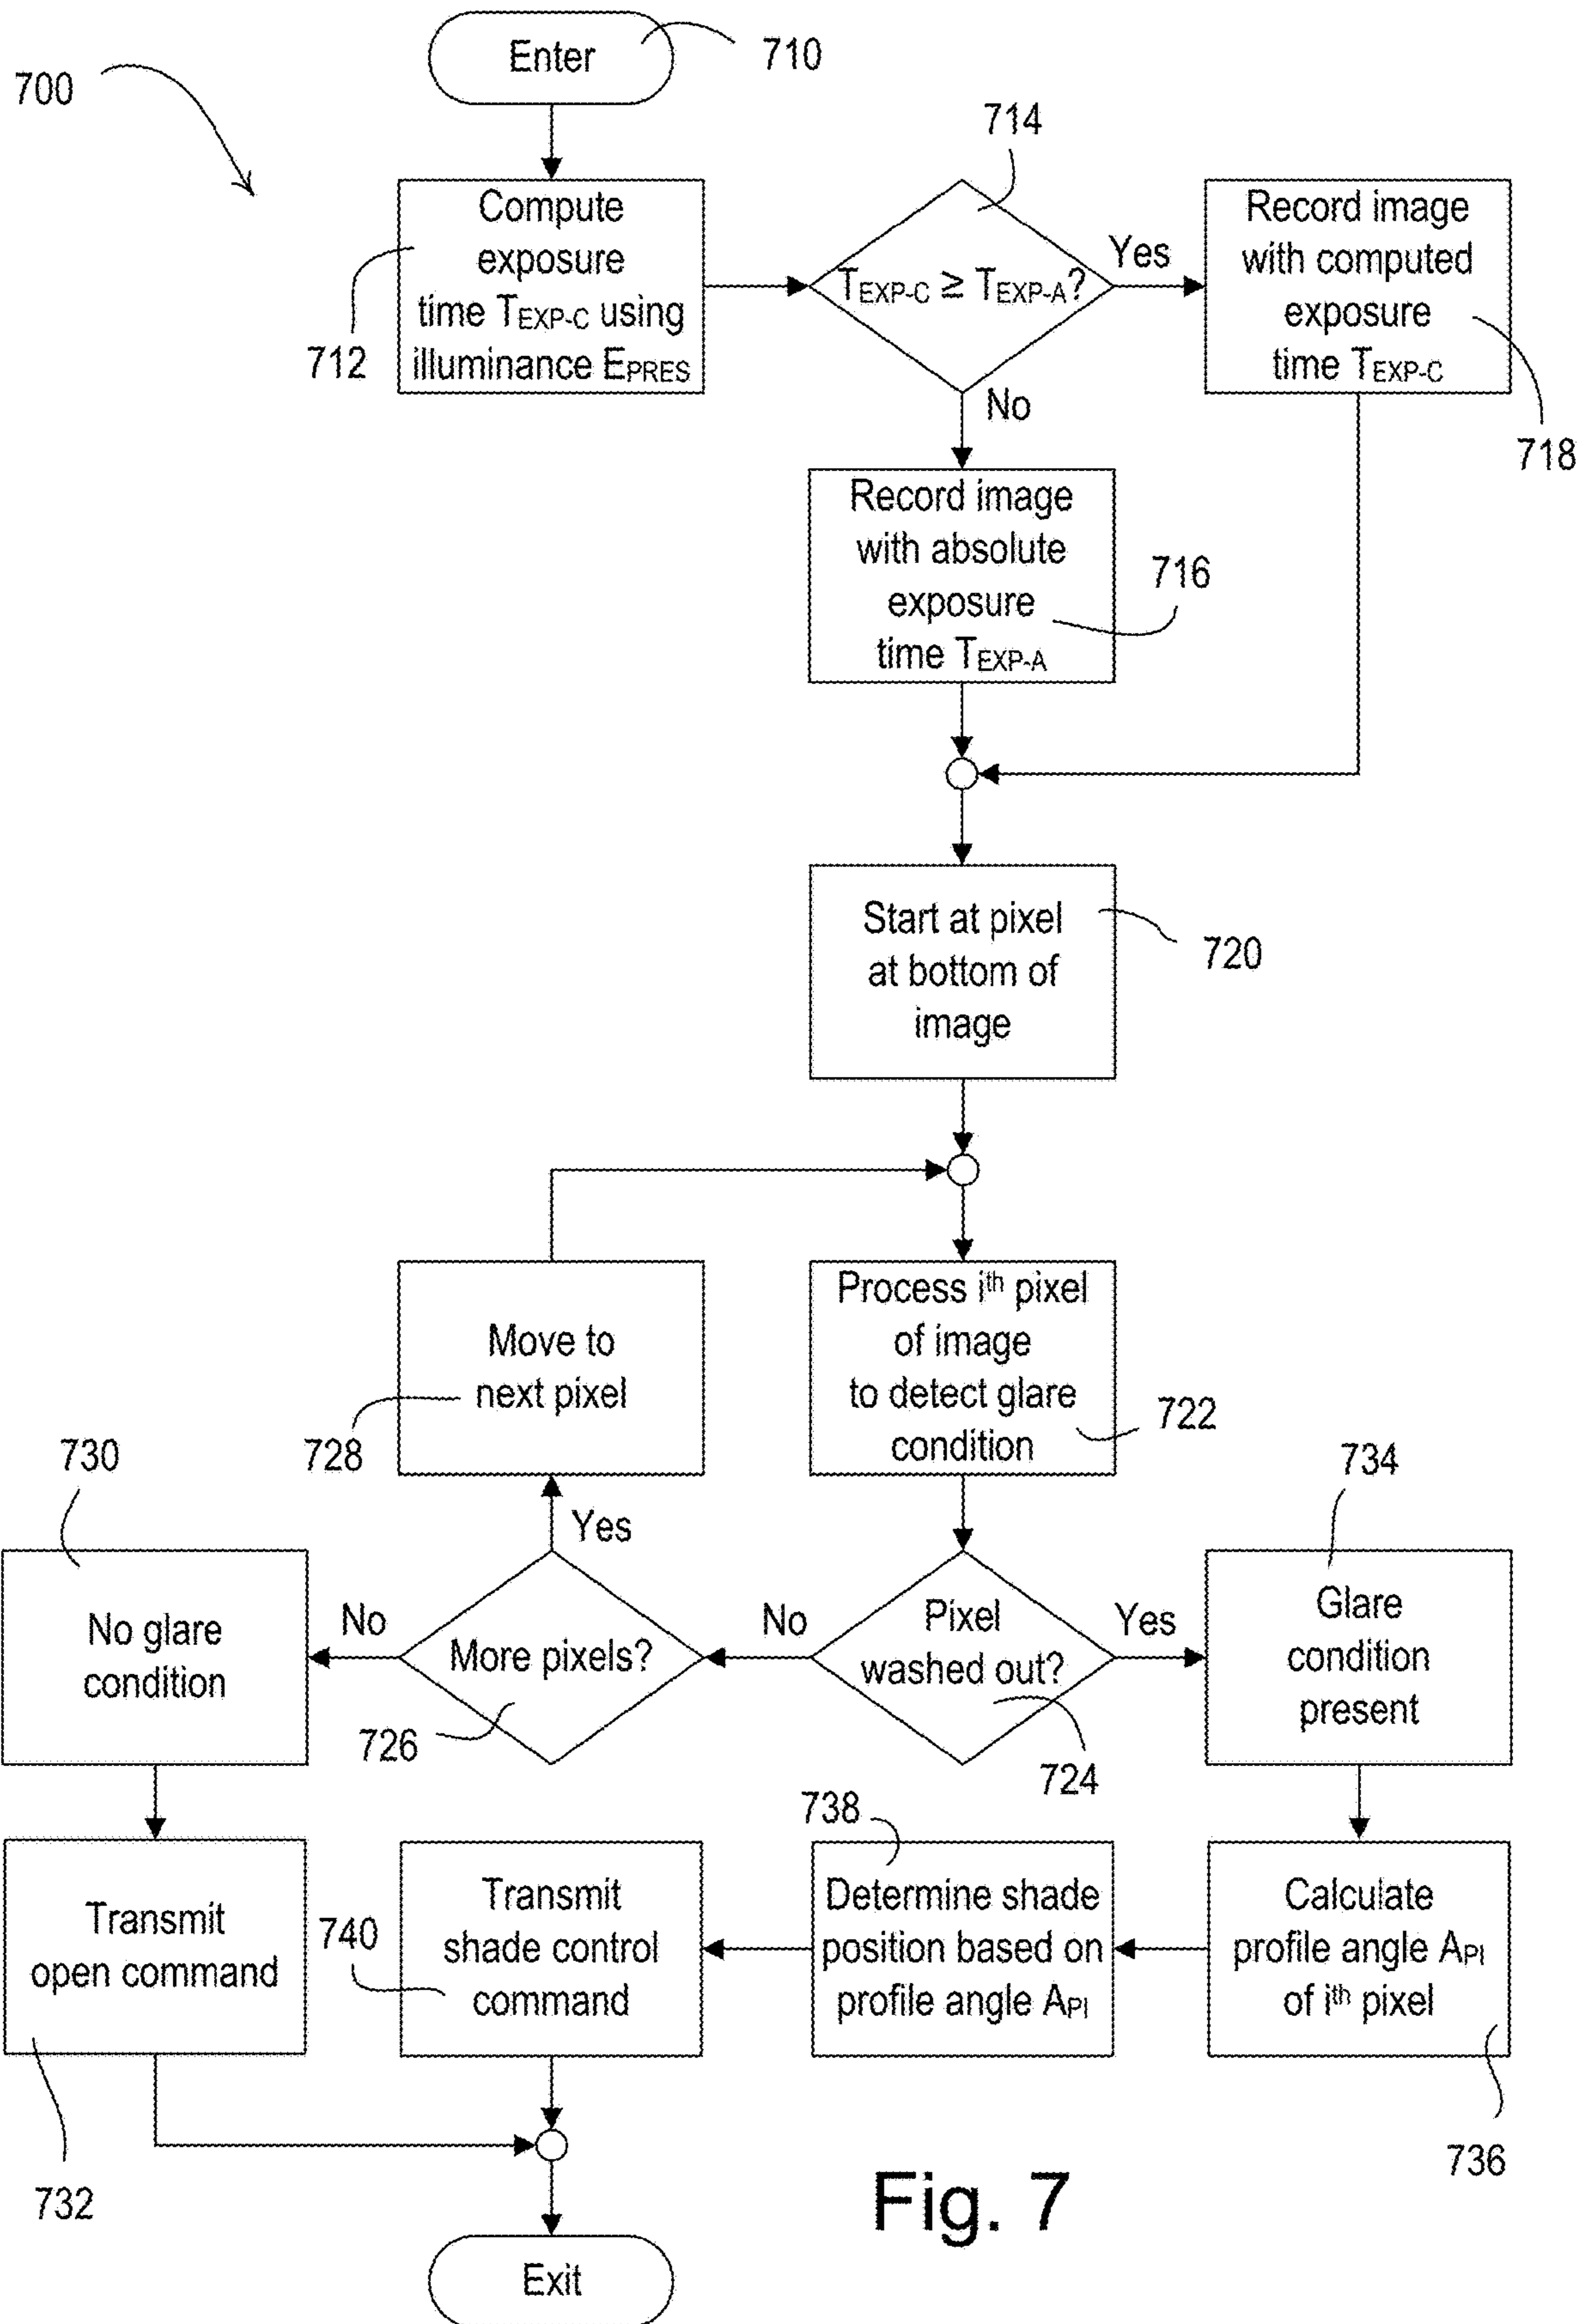 700
Enter
710
Compute
exposure
time TEXP-C using
illuminance EPRES
712
714
TEXP-C ≥ TEXP-A?
Yes
No
Record image
with computed
exposure
time TEXP-C
718
Record image
with absolute
exposure
time TEXP-A
716
Start at pixel
at bottom of
image
720
Move to
next pixel
728
Process ith pixel
of image
to detect glare
condition
722
730
No glare
condition
No
Yes
More pixels?
726
No
Pixel
washed out?
724
Yes
734
Glare
condition
present
Transmit
open command
732
740
Transmit
shade control
command
738
Determine shade
position based on
profile angle API
Calculate
profile angle API
of ith pixel
736
Exit
Fig. 7